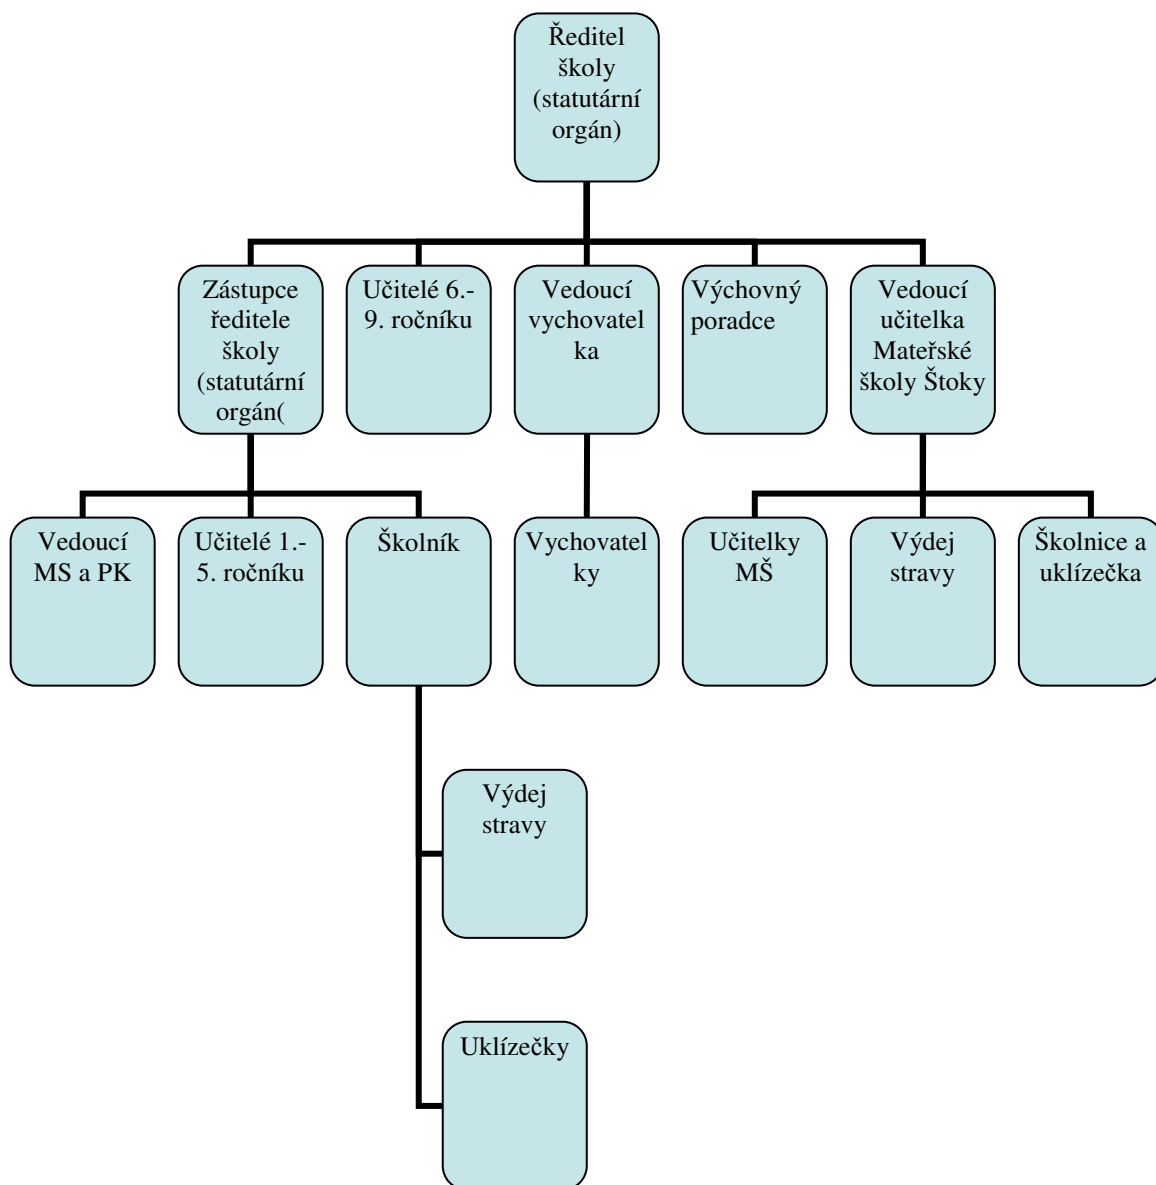 Ředitel
školy
(statutární
orgán)
Zástupce
ředitele
školy
(statutární
orgán(
Učitelé 6.-
9. ročníku
Vedoucí
vychovatel
ka
Výchovný
poradce
Vedoucí
učitelka
Mateřské
školy Štoky
Vedoucí
MS a PK
Učitelé 1.-
5. ročníku
Školník
Vychovatel
ky
Učitelky
MŠ
Výdej
stravy
Školnice a
uklízečka
Výdej
stravy
Uklízečky